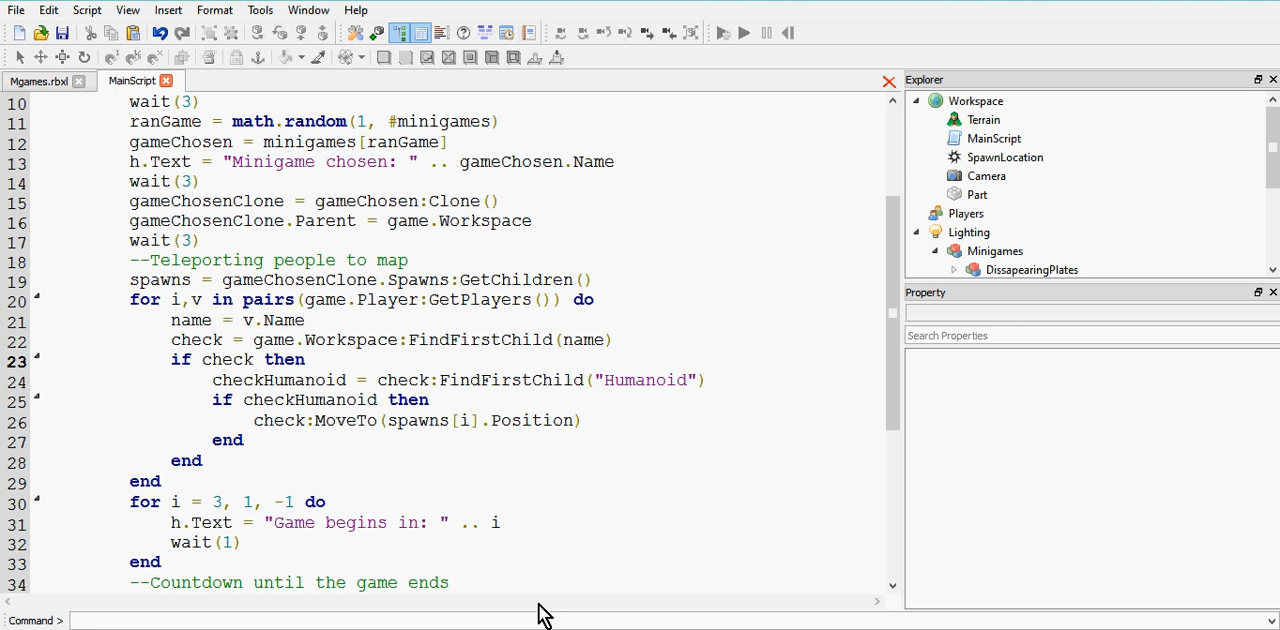 File Edit Script View Insert Format Tools Window Help
Mgames.rbxl MainScript
10 wait(3)
11 ranGame = math.random(1, #minigames)
12 gameChosen = minigames[ranGame]
13 h.Text = "Minigame chosen: " .. gameChosen.Name
14 wait(3)
15 gameChosenClone = gameChosen:Clone()
16 gameChosenClone.Parent = game.Workspace
17 wait(3)
18 --Teleporting people to map
19 spawns = gameChosenClone.Spawns:GetChildren()
20 for i,v in pairs(game.Player:GetPlayers()) do
21 name = v.Name
22 check = game.Workspace:FindFirstChild(name)
23 if check then
24 checkHumanoid = check:FindFirstChild("Humanoid")
25 if checkHumanoid then
26 check:MoveTo(spawns[i].Position)
27 end
28 end
29 end
30 for i = 3, 1, -1 do
31 h.Text = "Game begins in: " .. i
32 wait(1)
33 end
34 --Countdown until the game ends
Command >
Explorer
Workspace
Terrain
MainScript
SpawnLocation
Camera
Part
Players
Lighting
Minigames
DissapearingPlates
Property
Search Properties